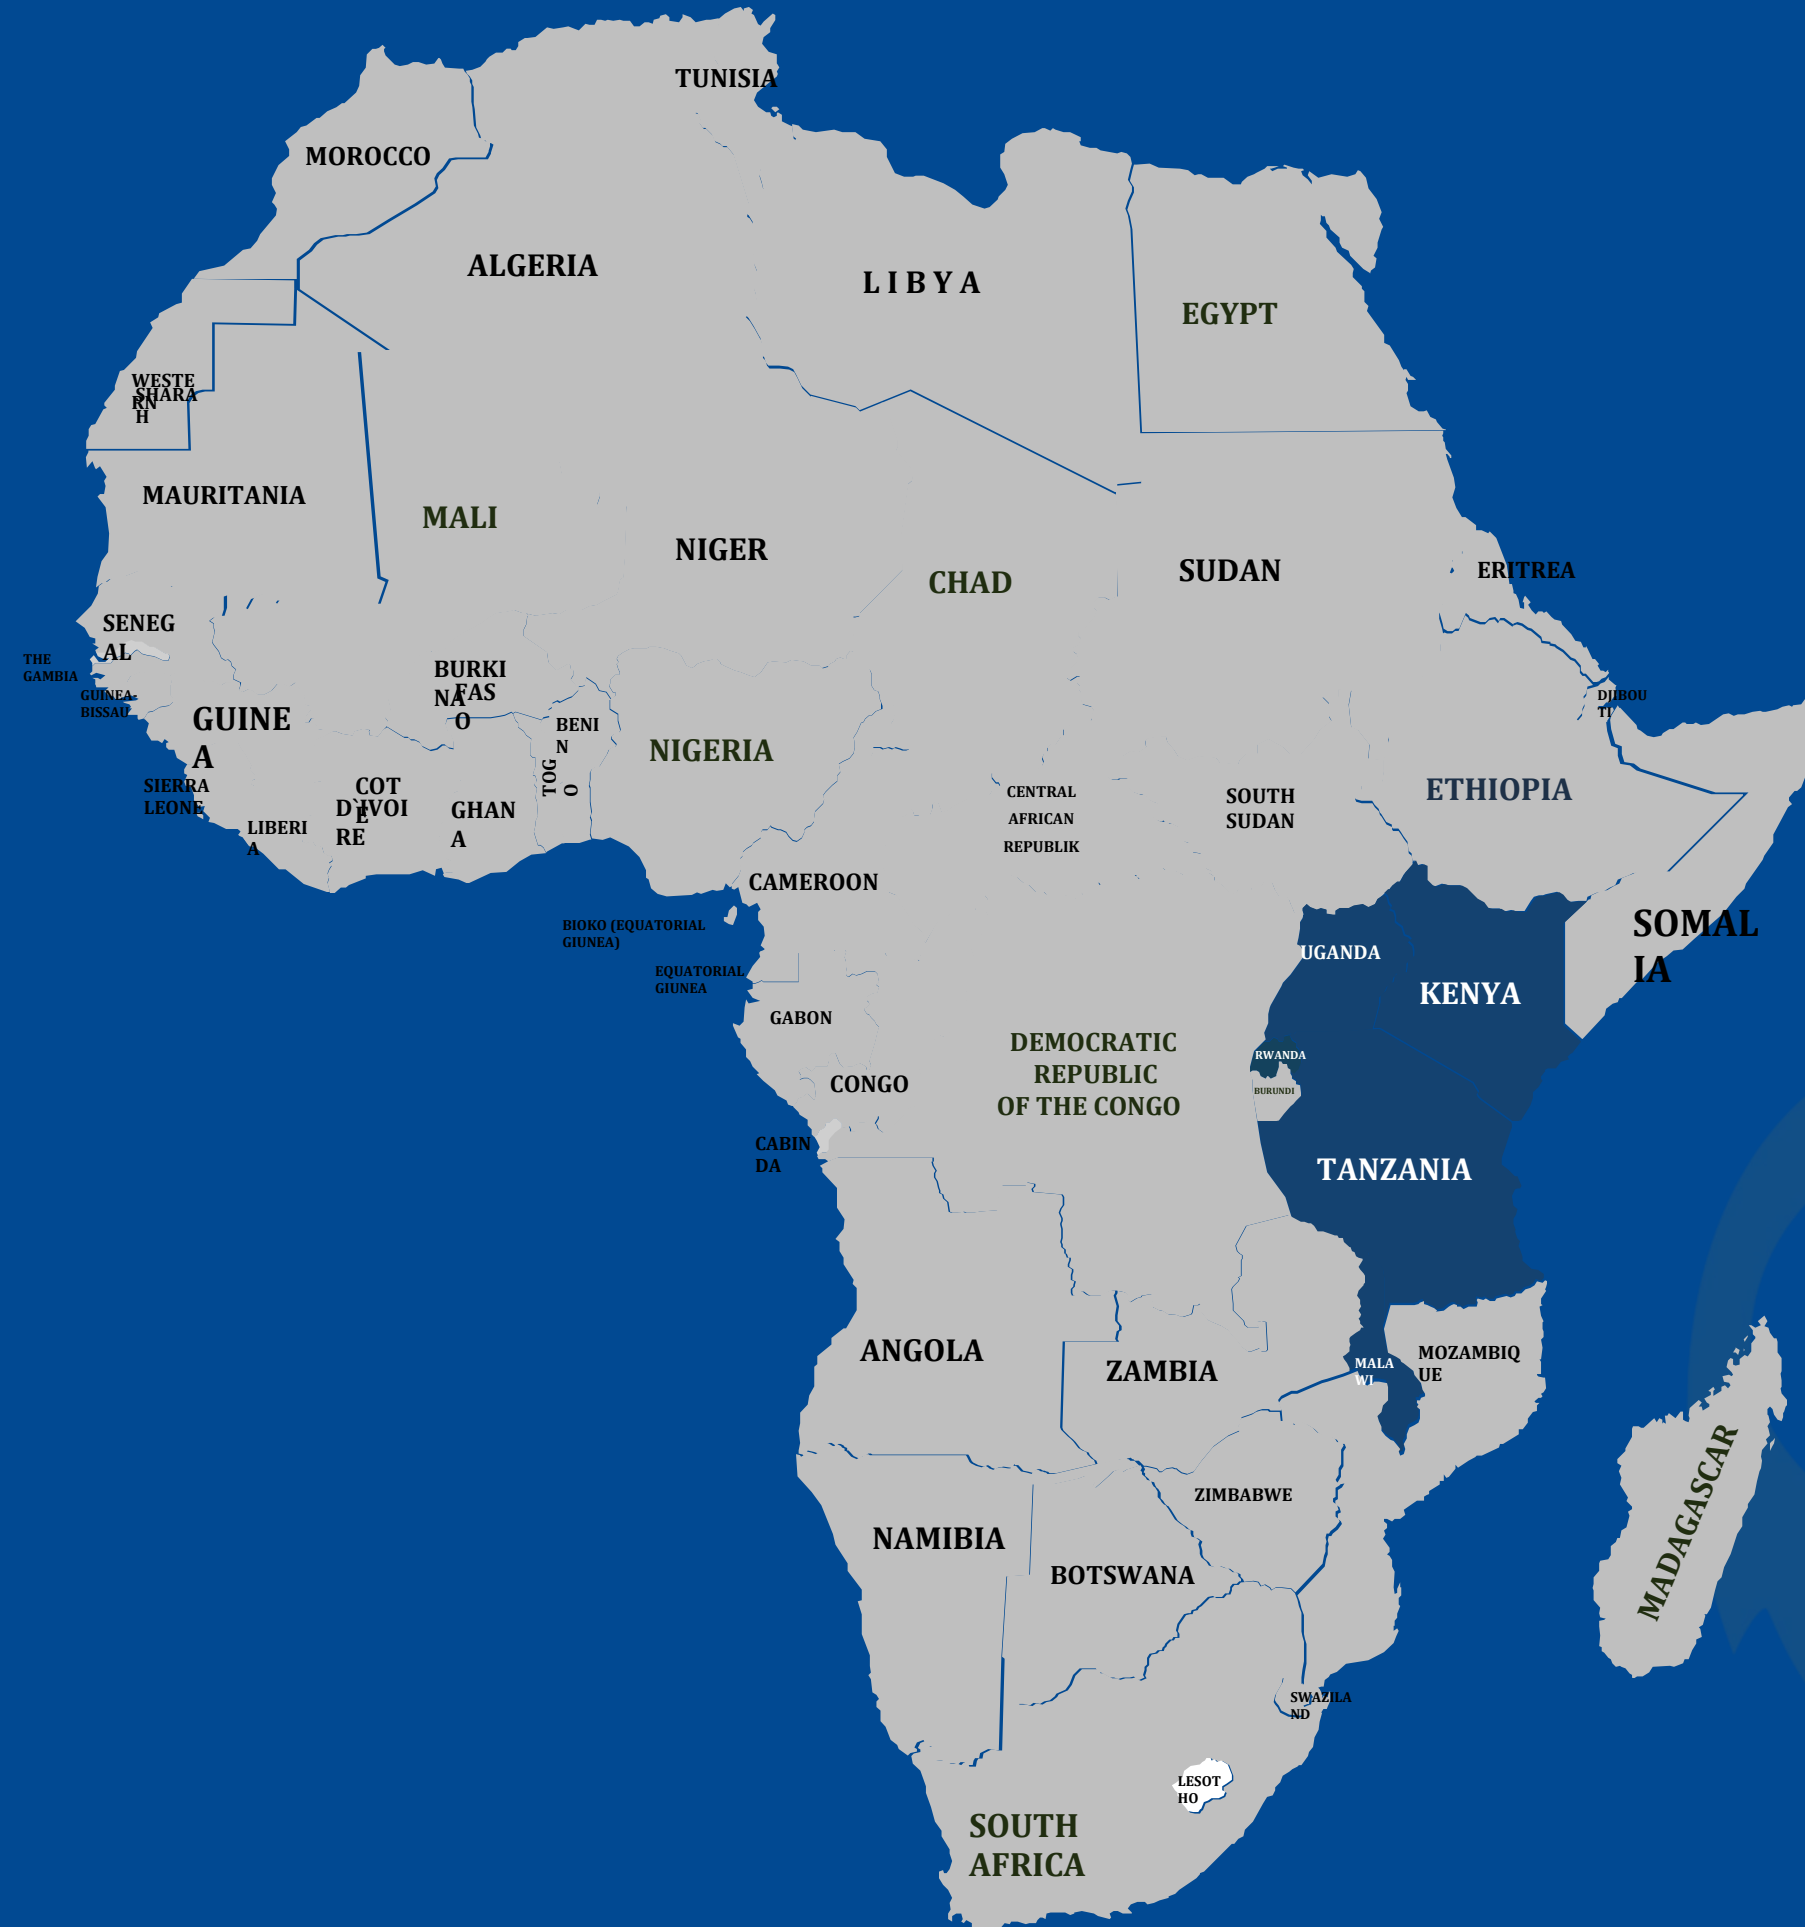 TUNISIA
MOROCCO
ALGERIA
L I B Y A
EGYPT
WESTE
RN
SHARA
H
MAURITANIA
MALI
NIGER
CHAD
SUDAN
ERITREA
SENEG
AL
THE
GAMBIA
GUINEA-
BISSAU
GUINE
A
SIERRA
LEONE
LIBERI
A
COT
E
D`IVOI
RE
BURKI
NA
FAS
O
GHAN
A
TOG
O
BENI
N
NIGERIA
CENTRAL
AFRICAN
REPUBLIK
SOUTH
SUDAN
ETHIOPIA
DJIBOU
TI
SOMAL
IA
CAMEROON
BIOKO (EQUATORIAL
GIUNEA)
EQUATORIAL
GIUNEA
GABON
CONGO
CABIN
DA
DEMOCRATIC
REPUBLIC
OF THE CONGO
UGANDA
KENYA
RWANDA
BURUNDI
TANZANIA
ANGOLA
ZAMBIA
MALA
WI
MOZAMBIQ
UE
MADAGASCAR
ZIMBABWE
NAMIBIA
BOTSWANA
SWAZILA
ND
LESOT
HO
SOUTH
AFRICA